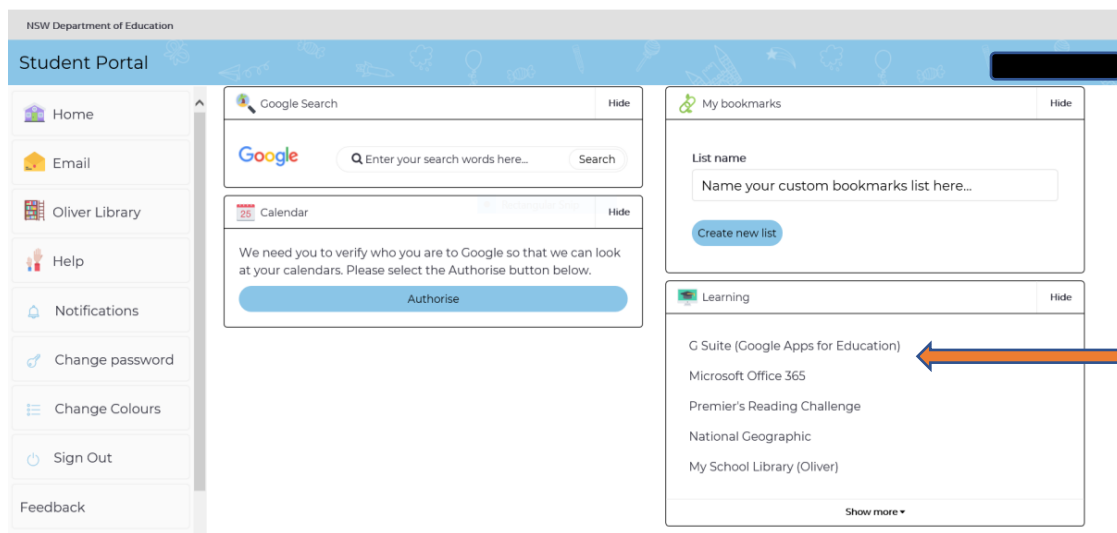 NSW Department of Education
Student Portal
Home
Email
Oliver Library
Help
Notifications
Change password
Change Colours
Sign Out
Feedback
Google Search
Hide
Google
Enter your search words here...
Search
25
Calendar
Hide
We need you to verify who you are to Google so that we can look
at your calendars. Please select the Authorise button below.
Authorise
My bookmarks
Hide
List name
Name your custom bookmarks list here...
Create new list
Learning
Hide
G Suite (Google Apps for Education)
Microsoft Office 365
Premier's Reading Challenge
National Geographic
My School Library (Oliver)
Show more